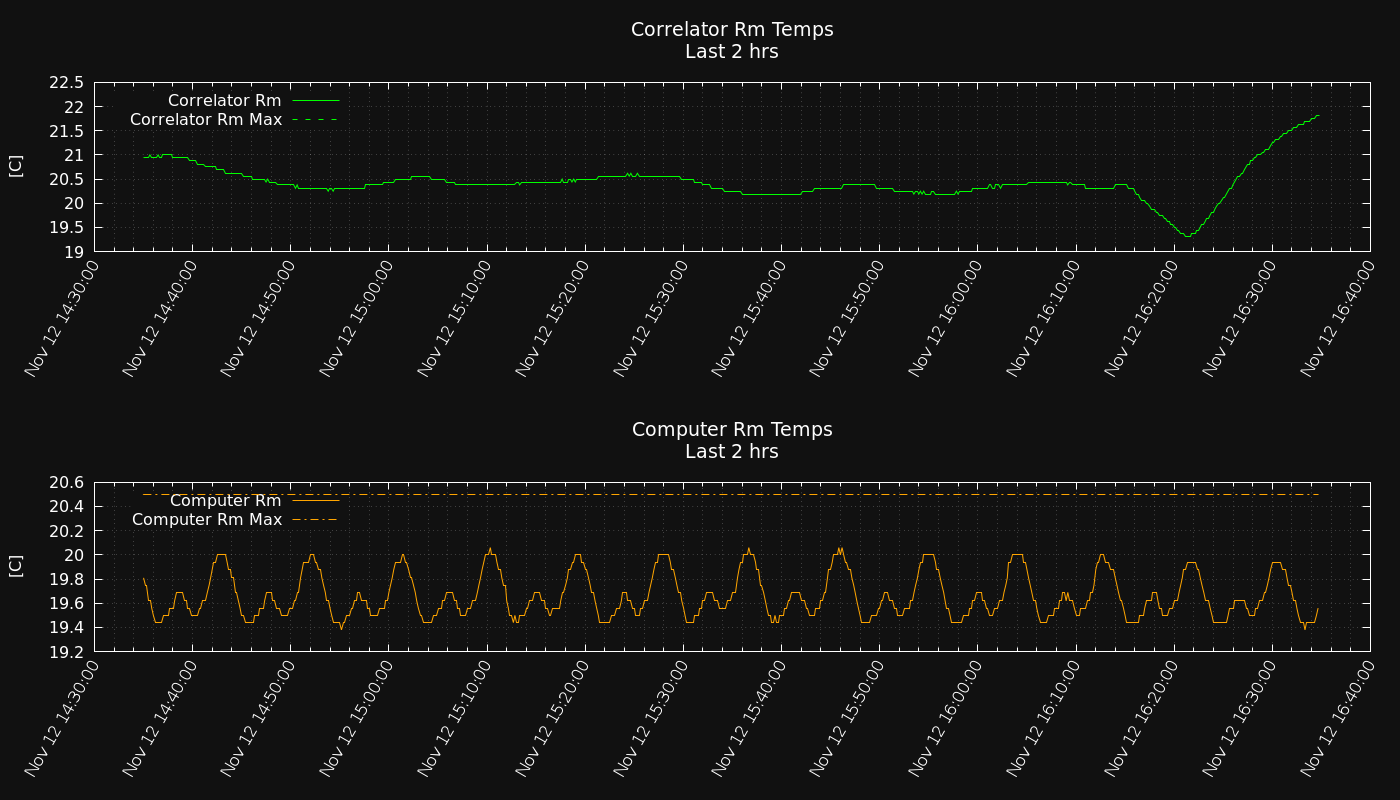 Correlator Rm Temps
Last 2 hrs
22.5
22
21.5
21
20.5
20
19.5
19
[C]
Correlator Rm
Correlator Rm Max
Nov 12 14:30:00
Nov 12 14:40:00
Nov 12 14:50:00
Nov 12 15:00:00
Nov 12 15:10:00
Nov 12 15:20:00
Nov 12 15:30:00
Nov 12 15:40:00
Nov 12 15:50:00
Nov 12 16:00:00
Nov 12 16:10:00
Nov 12 16:20:00
Nov 12 16:30:00
Nov 12 16:40:00
Computer Rm Temps
Last 2 hrs
20.6
20.4
20.2
20
19.8
19.6
19.4
19.2
[C]
Computer Rm
Computer Rm Max
Nov 12 14:30:00
Nov 12 14:40:00
Nov 12 14:50:00
Nov 12 15:00:00
Nov 12 15:10:00
Nov 12 15:20:00
Nov 12 15:30:00
Nov 12 15:40:00
Nov 12 15:50:00
Nov 12 16:00:00
Nov 12 16:10:00
Nov 12 16:20:00
Nov 12 16:30:00
Nov 12 16:40:00